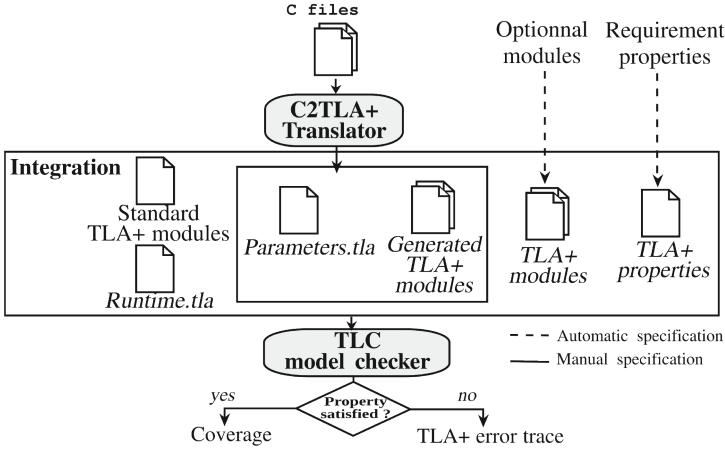 C files
Optionnal
modules
Requirement
properties
C2TLA+
Translator
Integration
Standard
TLA+ modules
Runtime.tla
Parameters.tla
Generated
TLA+
modules
TLA+
modules
TLA+
properties
TLC
model checker
Automatic specification
Manual specification
Property
satisfied ?
yes
no
Coverage
TLA+ error trace